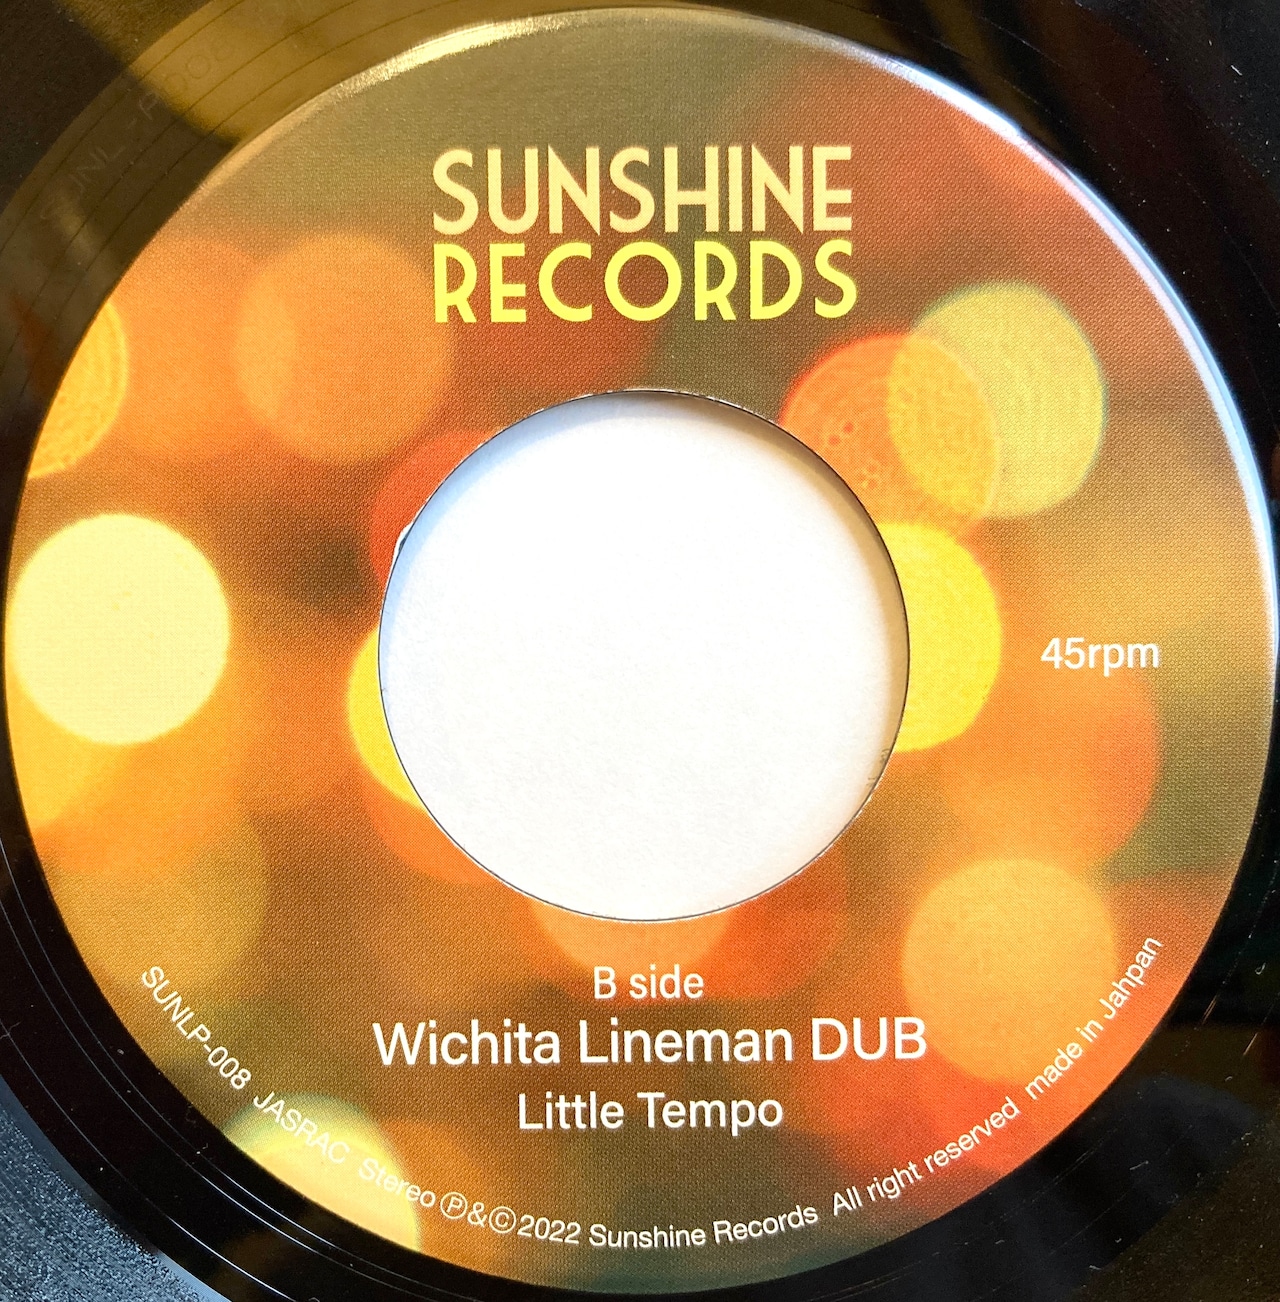 SUNSHINE
RECORDS
45rpm
B side
Wichita Lineman DUB
Little Tempo
SUNLP-008 JASRAC Stereo Ⓟ&Ⓒ2022 Sunshine Records All right reserved made in Jahpan